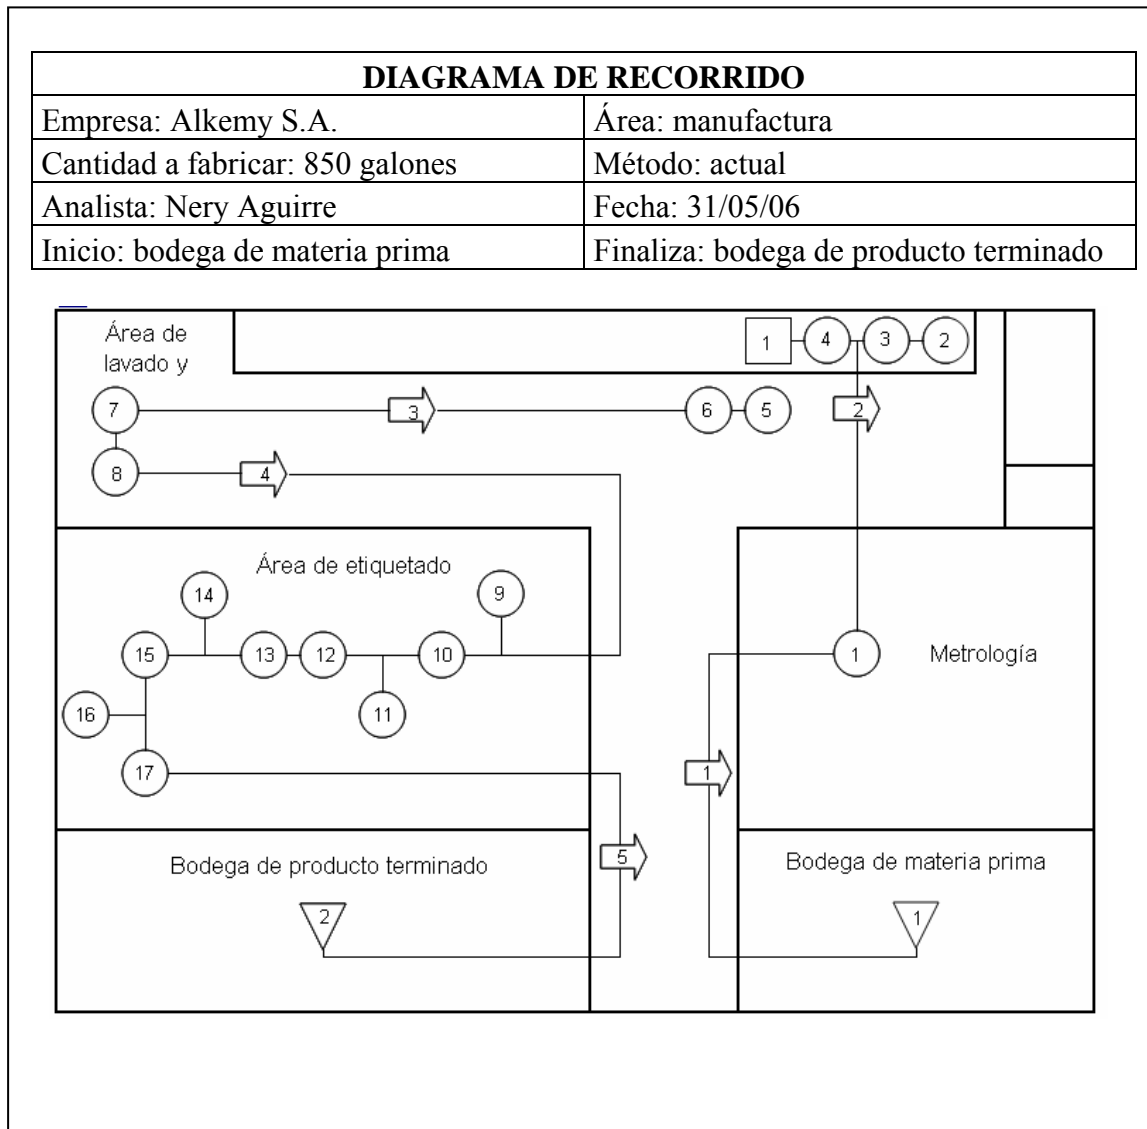 DIAGRAMA DE RECORRIDO
Empresa: Alkemy S.A.
Área: manufactura
Cantidad a fabricar: 850 galones
Método: actual
Analista: Nery Aguirre
Fecha: 31/05/06
Inicio: bodega de materia prima
Finaliza: bodega de producto terminado
Área de
lavado y
1 4 3 2
7 3 6 5 2
8 4
Área de etiquetado
14 9
15 13 12 10 1 Metrología
16 11
17 1
Bodega de producto terminado 5 Bodega de materia prima
2 1